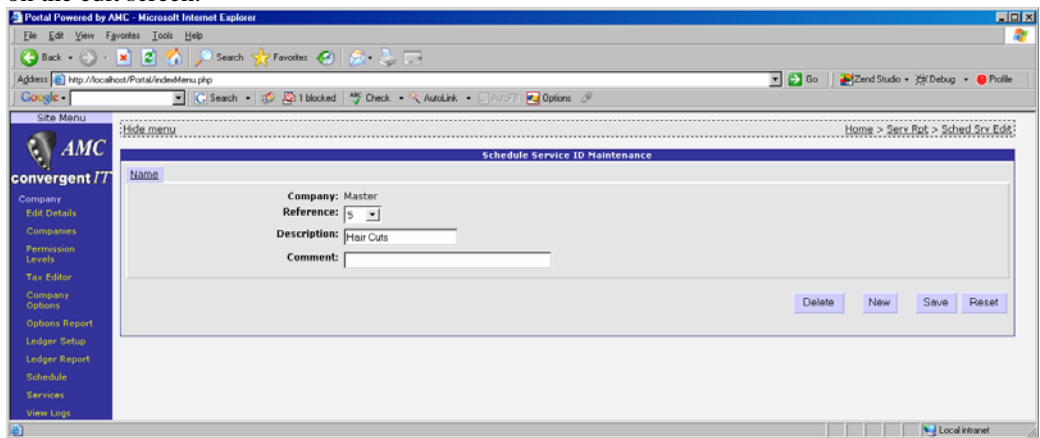 on the edit screen.
Portal Powered by AMC - Microsoft Internet Explorer
File Edit View Favorites Tools Help
Back Search Favorites
Address http://localhost/Portal/indexMenu.php Go Zend Studio Debug Profile
Google Search 1 blocked Check AutoLink AutoFill Options
Site Menu
Hide menu
Home > Serv Rpt > Sched Srv Edit
AMC
convergent IT
Schedule Service ID Maintenance
Name
Company: Master
Reference: 5
Description: Hair Cuts
Comment:
Delete New Save Reset
Company
Edit Details
Companies
Permission
Levels
Tax Editor
Company
Options
Options Report
Ledger Setup
Ledger Report
Schedule
Services
View Logs
Local intranet